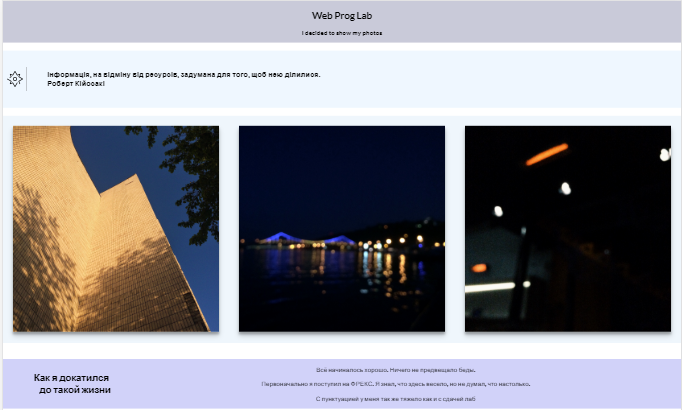 Web Prog Lab
I decided to show my photos
Інформація, на відміну від ресурсів, задумана для того, щоб нею ділилися.
Роберт Кійосакі
Как я докатился
до такой жизни
Всё начиналось хорошо. Ничего не предвещало беды.
Первоначально я поступил на ФРЕКС. Я знал, что здесь весело, но не думал, что настолько.
С пунктуацией у меня так же тяжело как и с сдачей лаб